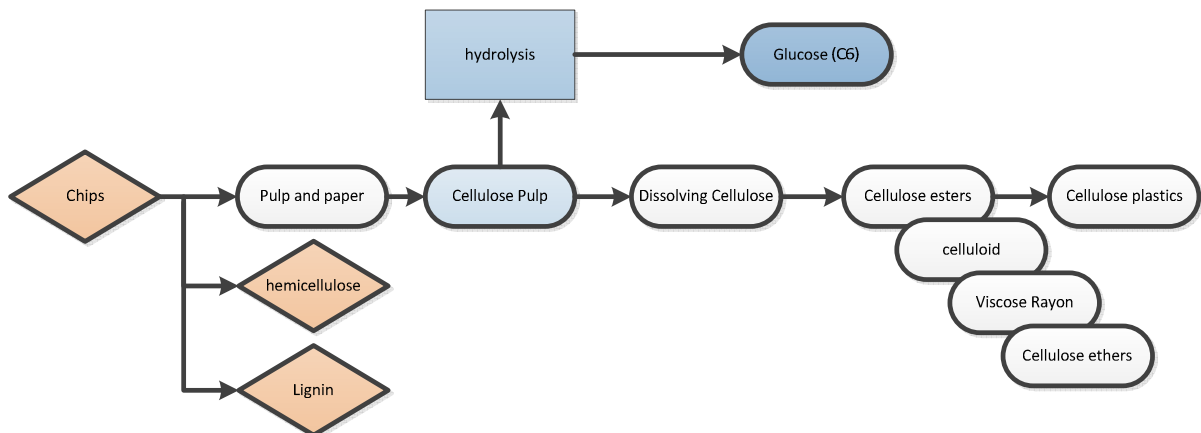 hydrolysis
Glucose (C6)
Chips
Pulp and paper
Cellulose Pulp
Dissolving Cellulose
Cellulose esters
Cellulose plastics
celluloid
hemicellulose
Viscose Rayon
Cellulose ethers
Lignin